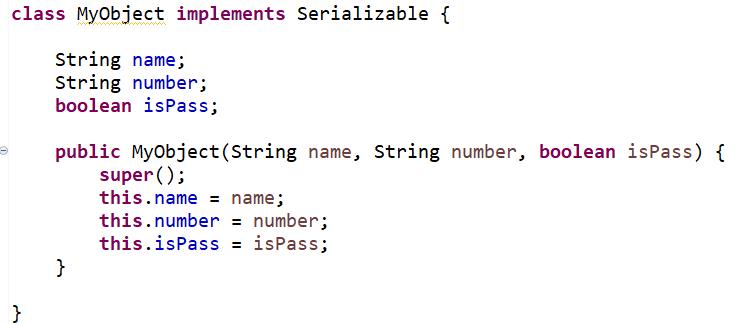 class MyObject implements Serializable {
String name;
String number;
boolean isPass;
public MyObject(String name, String number, boolean isPass) {
super();
this.name = name;
this.number = number;
this.isPass = isPass;
}
}